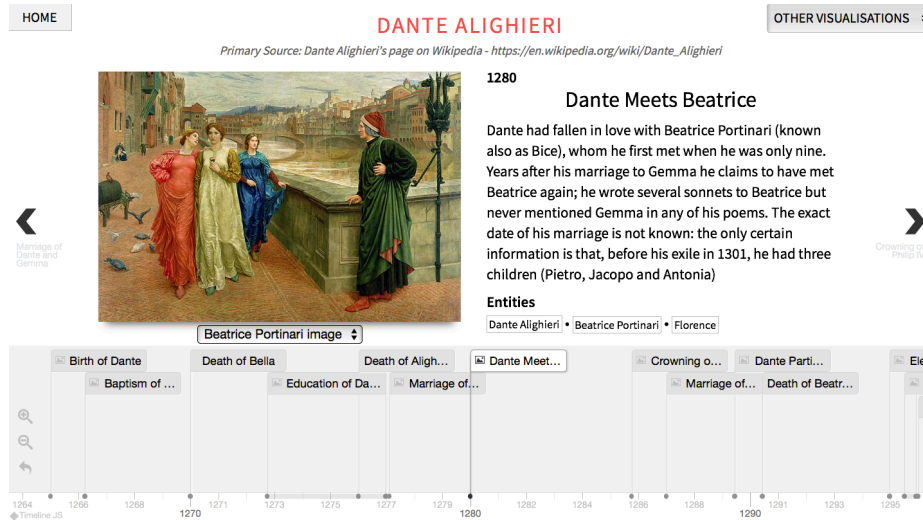 HOME
DANTE ALIGHIERI
OTHER VISUALISATIONS
Primary Source: Dante Alighieri's page on Wikipedia - https://en.wikipedia.org/wiki/Dante_Alighieri
1280
Dante Meets Beatrice
Dante had fallen in love with Beatrice Portinari (known
also as Bice), whom he first met when he was only nine.
Years after his marriage to Gemma he claims to have met
Beatrice again; he wrote several sonnets to Beatrice but
never mentioned Gemma in any of his poems. The exact
date of his marriage is not known: the only certain
information is that, before his exile in 1301, he had three
children (Pietro, Jacopo and Antonia)
Entities
Dante Alighieri • Beatrice Portinari • Florence
Marriage of
Dante and
Gemma
Crowning o
Philip IV
Beatrice Portinari image
Birth of Dante
Death of Bella
Death of Aligh...
Dante Meet...
Crowning o...
Dante Parti...
Ele
Baptism of ...
Education of Da...
Marriage of...
Marriage of...
Death of Beatr...
1264
1266
1268
1271
1273
1275
1277
1282
1284
1286
1288
1291
1293
1295
1270
1280
1290
Timeline JS